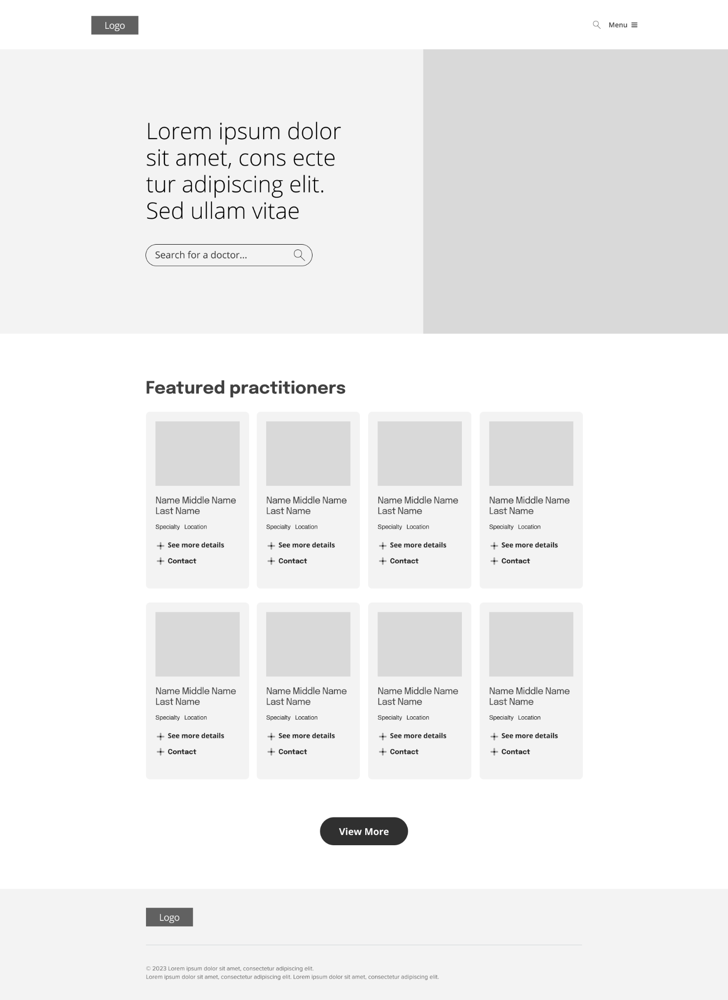 Logo
Menu
Lorem ipsum dolor
sit amet, cons ecte
tur adipiscing elit.
Sed ullam vitae
Search for a doctor...
Featured practitioners
Name Middle Name
Last Name
Specialty Location
See more details
Contact
Name Middle Name
Last Name
Specialty Location
See more details
Contact
Name Middle Name
Last Name
Specialty Location
See more details
Contact
Name Middle Name
Last Name
Specialty Location
See more details
Contact
Name Middle Name
Last Name
Specialty Location
See more details
Contact
Name Middle Name
Last Name
Specialty Location
See more details
Contact
Name Middle Name
Last Name
Specialty Location
See more details
Contact
Name Middle Name
Last Name
Specialty Location
See more details
Contact
View More
Logo
© 2023 Lorem ipsum dolor sit amet, consectetur adipiscing elit.
Lorem ipsum dolor sit amet, consectetur adipiscing elit. Lorem ipsum dolor sit amet, consectetur adipiscing elit.